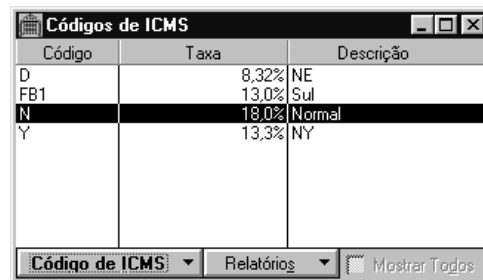 Códigos de ICMS
Código Taxa Descrição
D 8,32% NE
FB1 13,0% Sul
N 18,0% Normal
Y 13,3% NY
Código de ICMS Relatórios Mostrar Todos